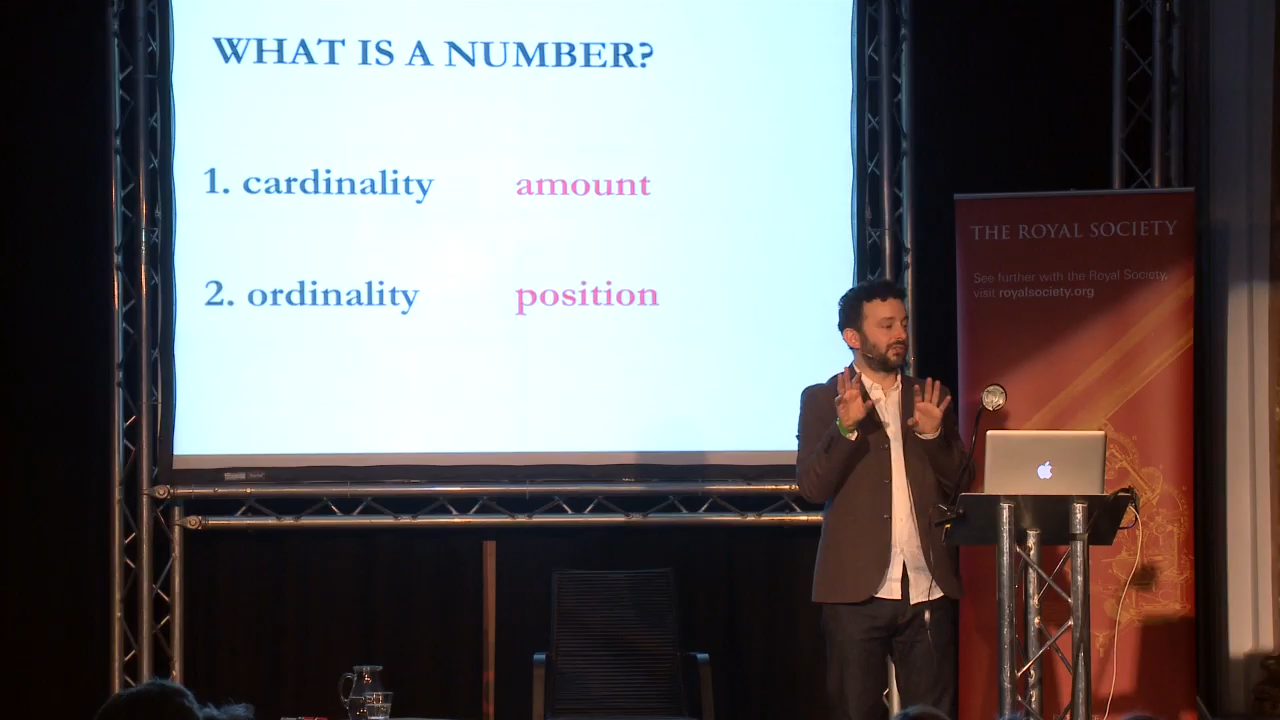 WHAT IS A NUMBER?
1. cardinality amount
2. ordinality position
THE ROYAL SOCIETY
See further with the Royal Society,
visit royalsociety.org